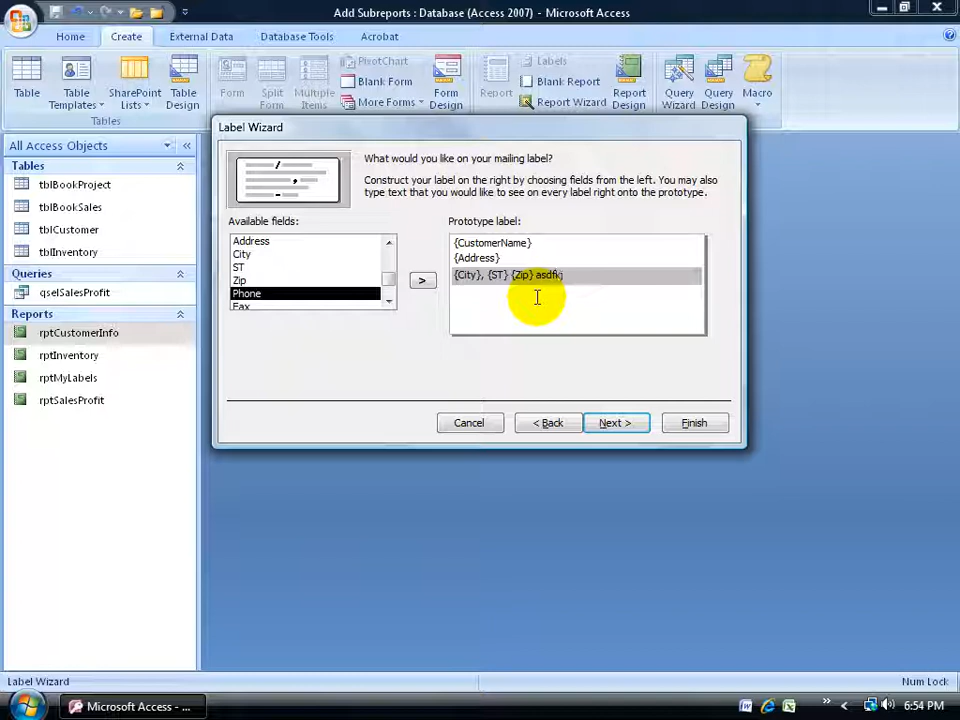 Add Subreports : Database (Access 2007) - Microsoft Access
Home
Create
External Data
Database Tools
Acrobat
Table
Table Templates
SharePoint Lists
Table Design
Tables
Form
Split Form
Multiple Items
PivotChart
Blank Form
More Forms
Form Design
Report
Labels
Blank Report
Report Wizard
Report Design
Query Wizard
Query Design
Macro
All Access Objects
Tables
tblBookProject
tblBookSales
tblCustomer
tblInventory
Queries
qselSalesProfit
Reports
rptCustomerInfo
rptInventory
rptMyLabels
rptSalesProfit
Label Wizard
What would you like on your mailing label?
Construct your label on the right by choosing fields from the left. You may also
type text that you would like to see on every label right onto the prototype.
Available fields:
Address
City
ST
Zip
Phone
Fax
>
Prototype label:
{CustomerName}
{Address}
{City}, {ST} {Zip} asdfkj
Cancel
< Back
Next >
Finish
Label Wizard
Num Lock
Microsoft Access - ...
6:54 PM